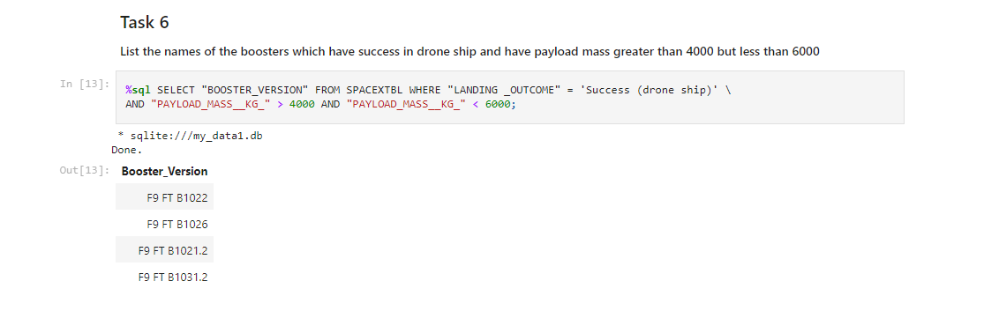 Task 6
List the names of the boosters which have success in drone ship and have payload mass greater than 4000 but less than 6000
In [13]: %sql SELECT "BOOSTER_VERSION" FROM SPACEXTBL WHERE "LANDING _OUTCOME" = 'Success (drone ship)' \
AND "PAYLOAD_MASS__KG_" > 4000 AND "PAYLOAD_MASS__KG_" < 6000;
* sqlite:///my_data1.db
Done.
Out[13]: Booster_Version
F9 FT B1022
F9 FT B1026
F9 FT B1021.2
F9 FT B1031.2